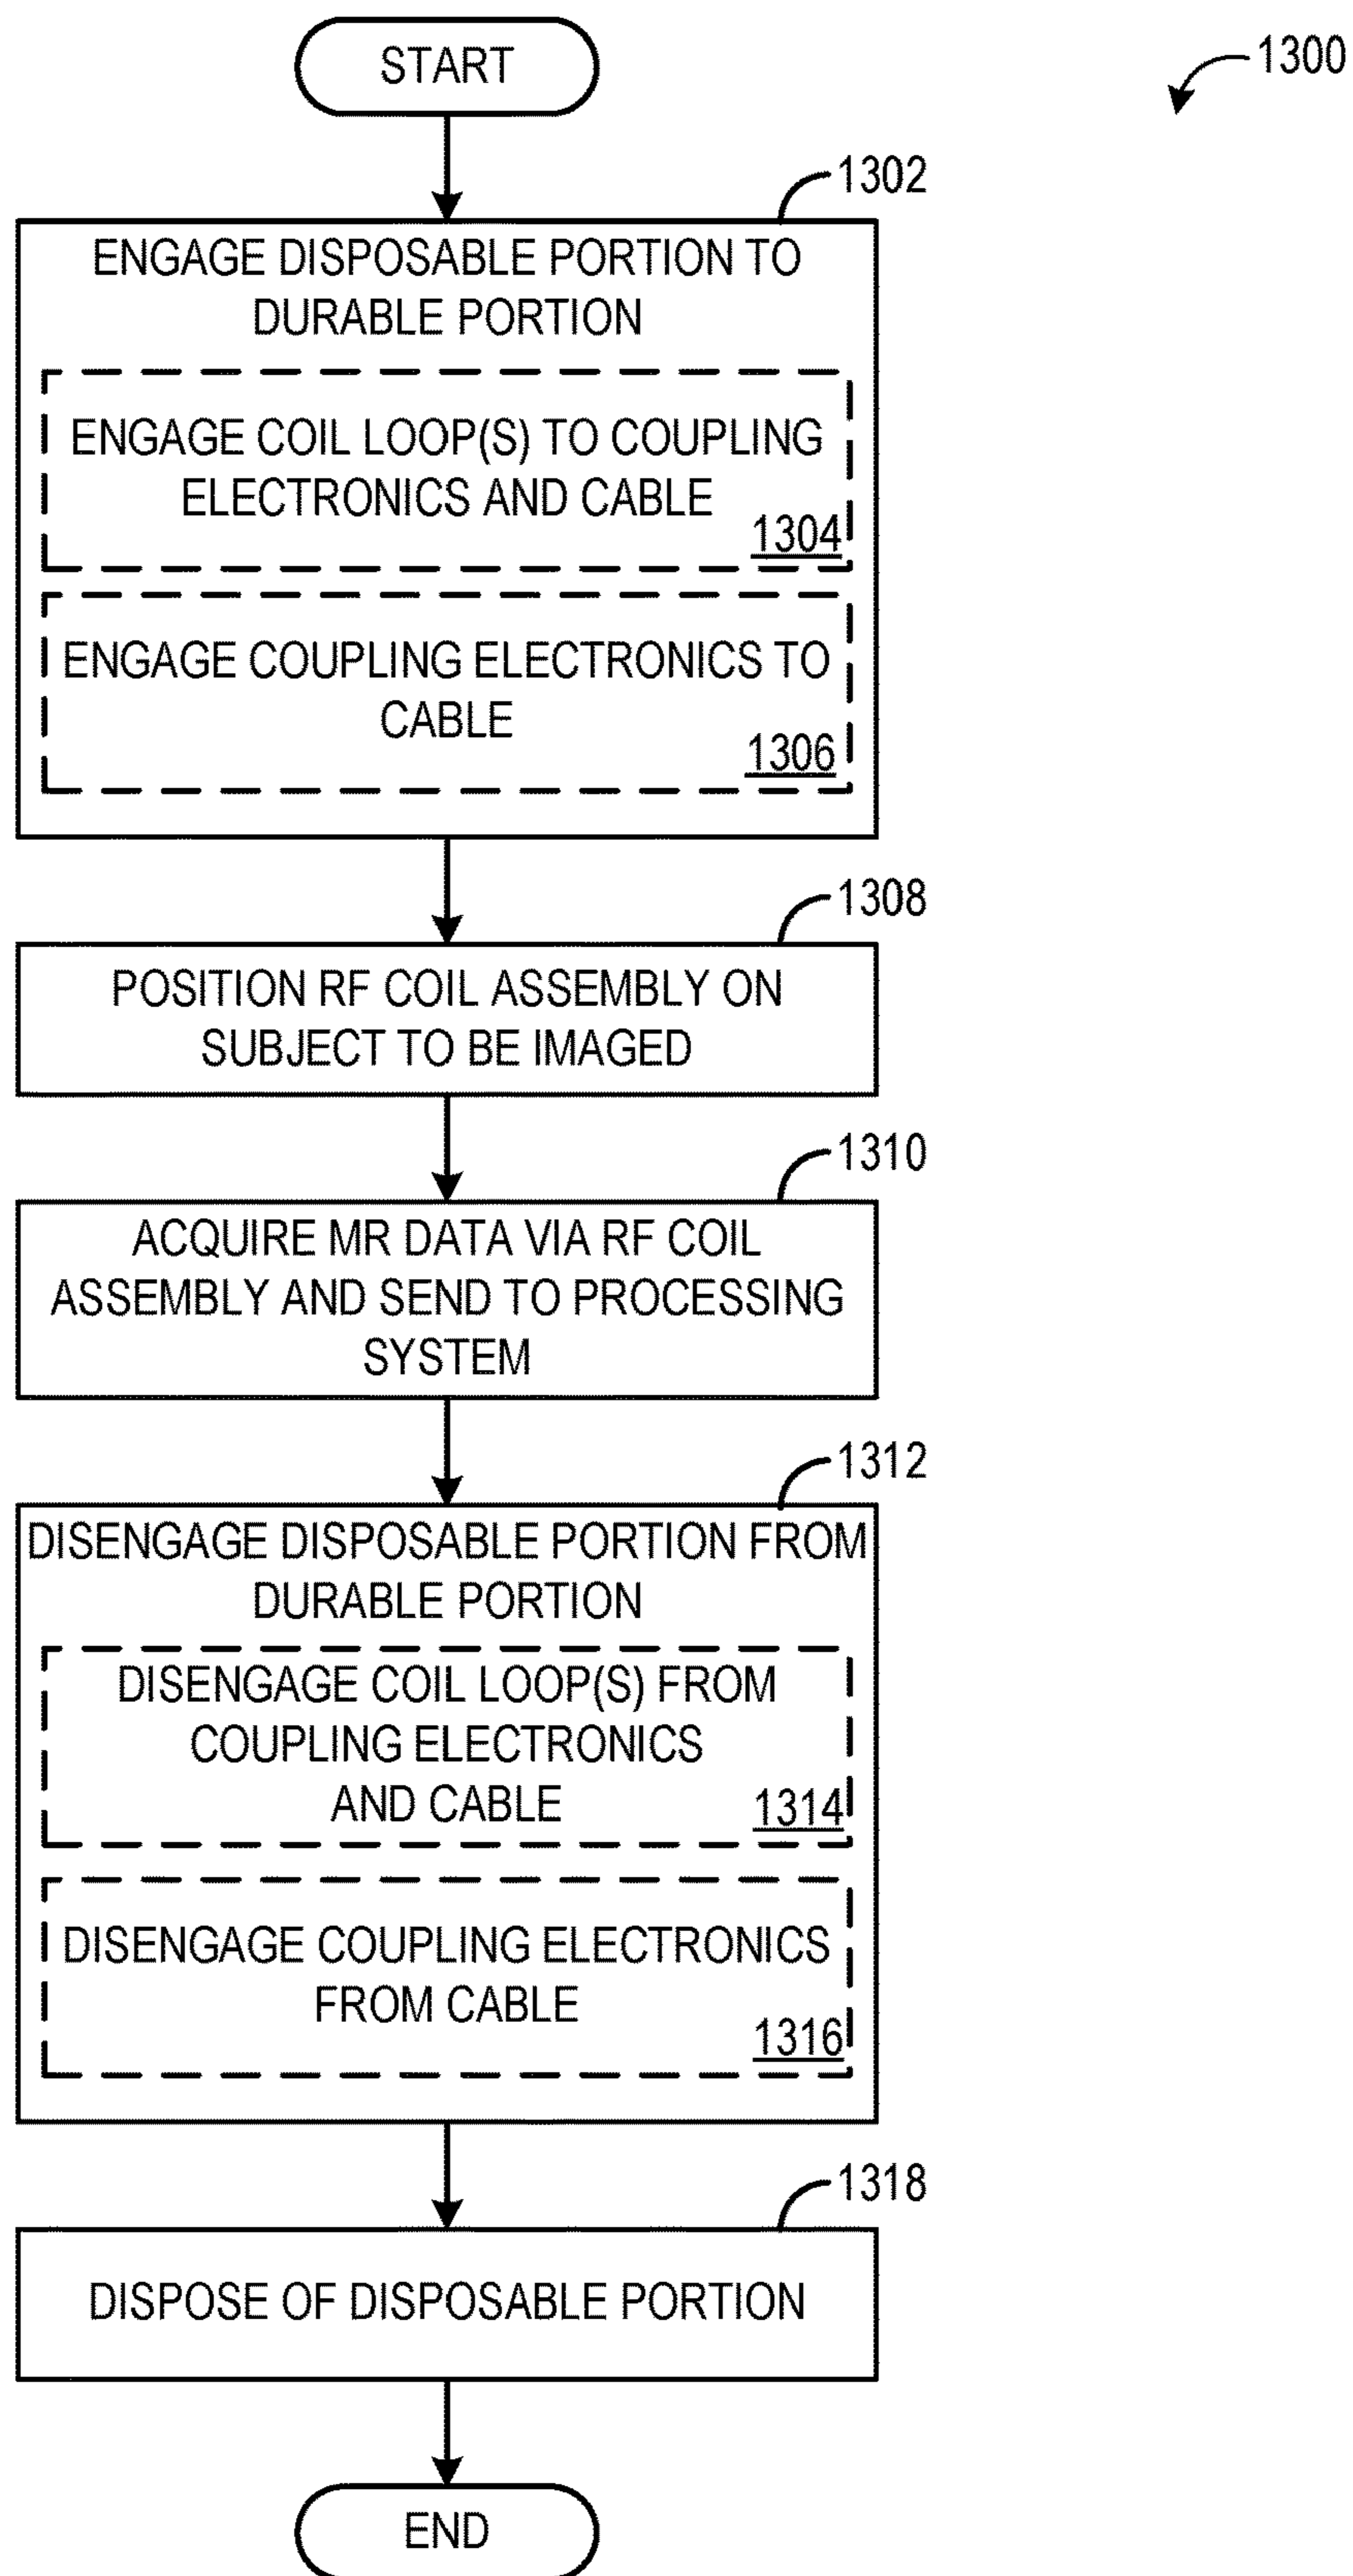 START
1300
1302
ENGAGE DISPOSABLE PORTION TO
DURABLE PORTION
ENGAGE COIL LOOP(S) TO COUPLING
ELECTRONICS AND CABLE
1304
ENGAGE COUPLING ELECTRONICS TO
CABLE
1306
1308
POSITION RF COIL ASSEMBLY ON
SUBJECT TO BE IMAGED
1310
ACQUIRE MR DATA VIA RF COIL
ASSEMBLY AND SEND TO PROCESSING
SYSTEM
1312
DISENGAGE DISPOSABLE PORTION FROM
DURABLE PORTION
DISENGAGE COIL LOOP(S) FROM
COUPLING ELECTRONICS
AND CABLE
1314
DISENGAGE COUPLING ELECTRONICS
FROM CABLE
1316
1318
DISPOSE OF DISPOSABLE PORTION
END